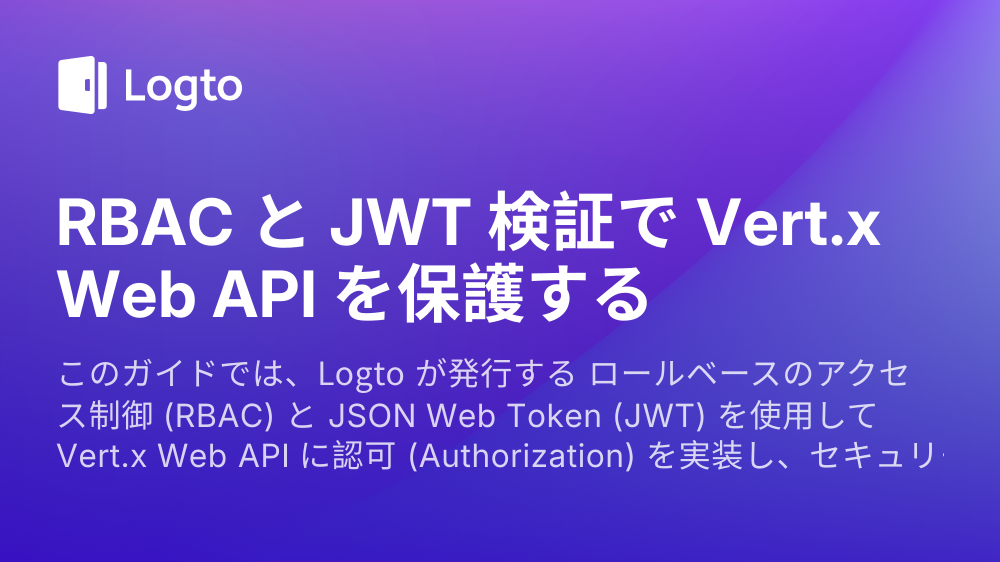 Logto
RBAC と JWT 検証で Vert.x
Web API を保護する
このガイドでは、Logto が発行する ロールベースのアクセ
ス制御 (RBAC) と JSON Web Token (JWT) を使用して
Vert.x Web API に認可 (Authorization) を実装し、セキュリ